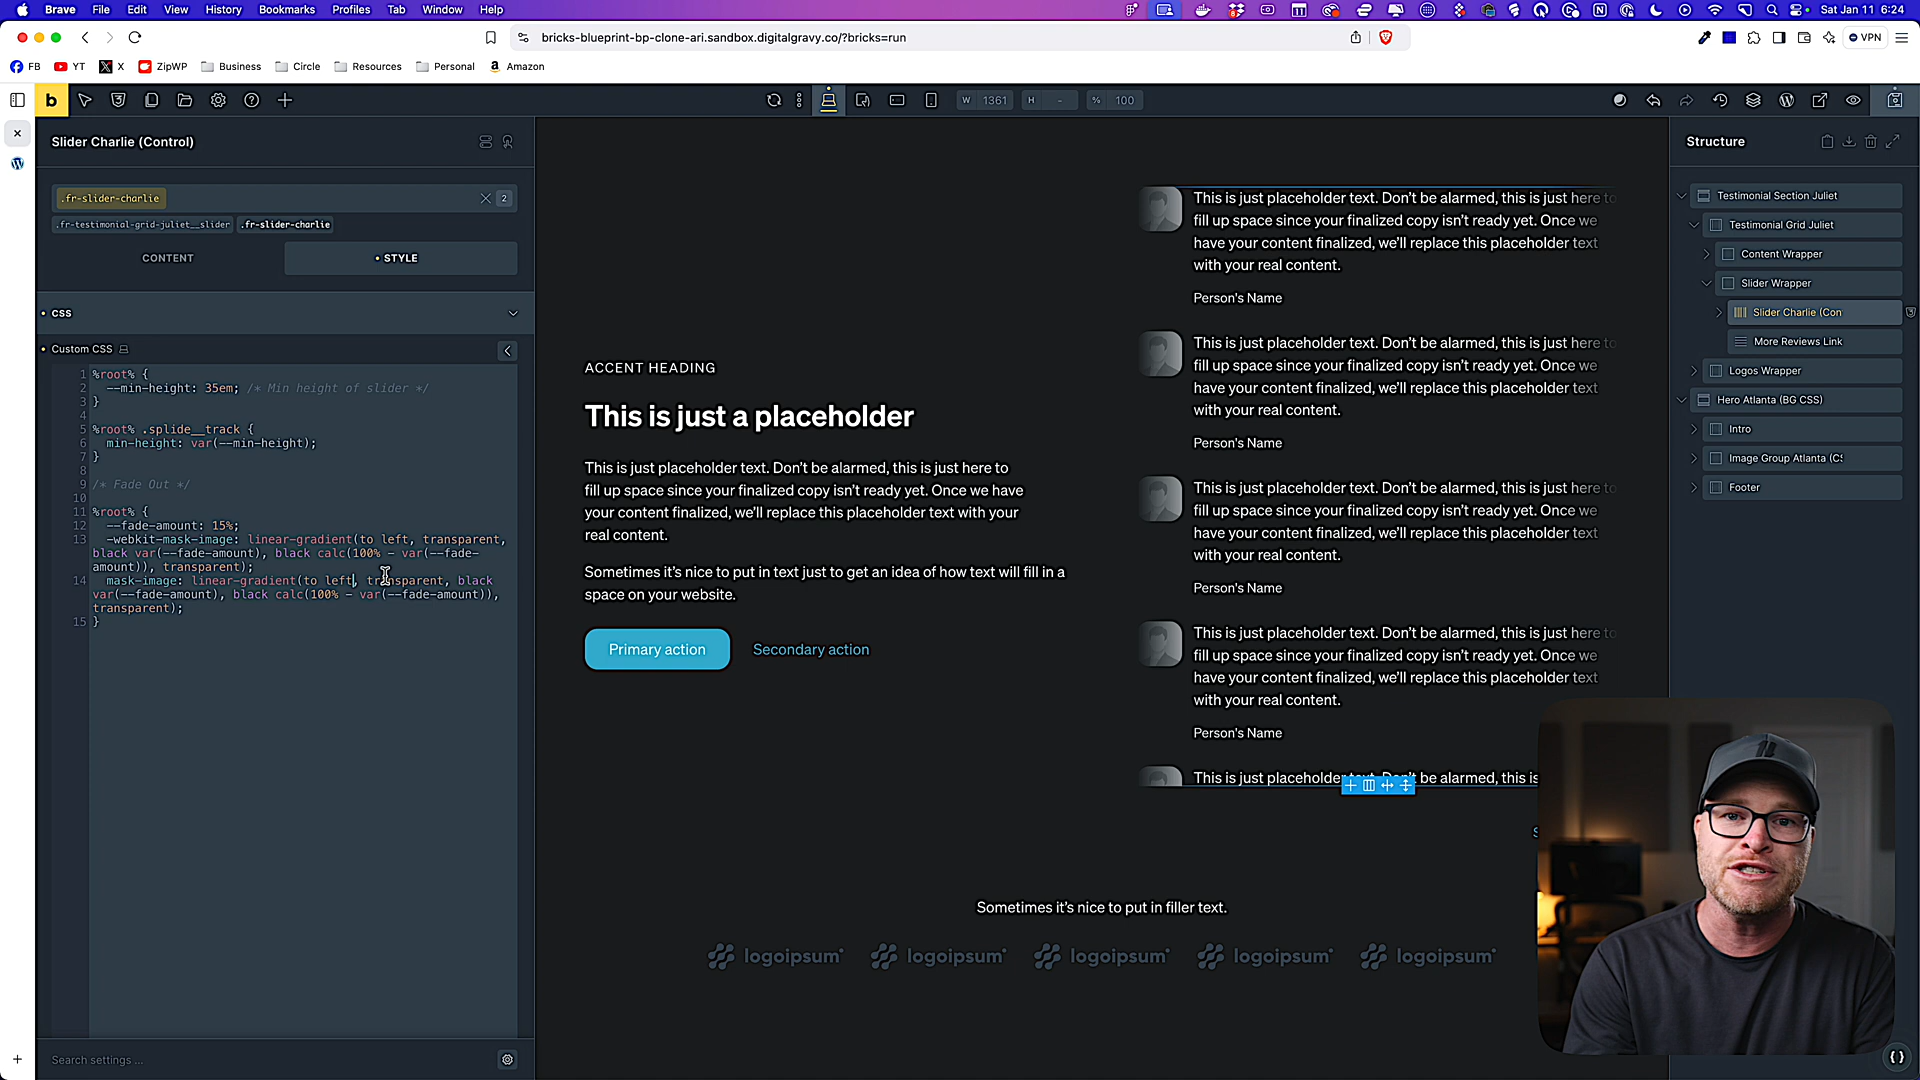 Brave File Edit View History Bookmarks Profiles Tab Window Help
Sat Jan 11 6:24
bricks-blueprint-bp-clone-ari.sandbox.digitalgravy.co/?bricks=run
VPN
FB YT X ZipWP Business Circle Resources Personal Amazon
b
W 1361 H - % 100
Slider Charlie (Control)
.fr-slider-charlie
2
.fr-testimonial-grid-juliet__slider .fr-slider-charlie
CONTENT
STYLE
CSS
Custom CSS
1 %root% {
2 --min-height: 35em; /* Min height of slider */
3 }
4
5 %root% .splide__track {
6 min-height: var(--min-height);
7 }
8
9 /* Fade Out */
10
11 %root% {
12 --fade-amount: 15%;
13 -webkit-mask-image: linear-gradient(to left, transparent,
black var(--fade-amount), black calc(100% - var(--fade-
amount)), transparent);
14 mask-image: linear-gradient(to left, transparent, black
var(--fade-amount), black calc(100% - var(--fade-amount)),
transparent);
15 }
Search settings ...
ACCENT HEADING
This is just a placeholder
This is just placeholder text. Don't be alarmed, this is just here to
fill up space since your finalized copy isn't ready yet. Once we have
your content finalized, we'll replace this placeholder text with your
real content.
Sometimes it's nice to put in text just to get an idea of how text will fill in a
space on your website.
Primary action
Secondary action
This is just placeholder text. Don't be alarmed, this is just here to
fill up space since your finalized copy isn't ready yet. Once we
have your content finalized, we'll replace this placeholder text
with your real content.
Person's Name
This is just placeholder text. Don't be alarmed, this is just here to
fill up space since your finalized copy isn't ready yet. Once we
have your content finalized, we'll replace this placeholder text
with your real content.
Person's Name
This is just placeholder text. Don't be alarmed, this is just here to
fill up space since your finalized copy isn't ready yet. Once we
have your content finalized, we'll replace this placeholder text
with your real content.
Person's Name
This is just placeholder text. Don't be alarmed, this is just here to
fill up space since your finalized copy isn't ready yet. Once we
have your content finalized, we'll replace this placeholder text
with your real content.
Person's Name
This is just placeholder text. Don't be alarmed, this is
S
Sometimes it's nice to put in filler text.
logoipsum logoipsum logoipsum logoipsum logoipsum
Structure
Testimonial Section Juliet
Testimonial Grid Juliet
Content Wrapper
Slider Wrapper
Slider Charlie (Con
More Reviews Link
Logos Wrapper
Hero Atlanta (BG CSS)
Intro
Image Group Atlanta (CS
Footer